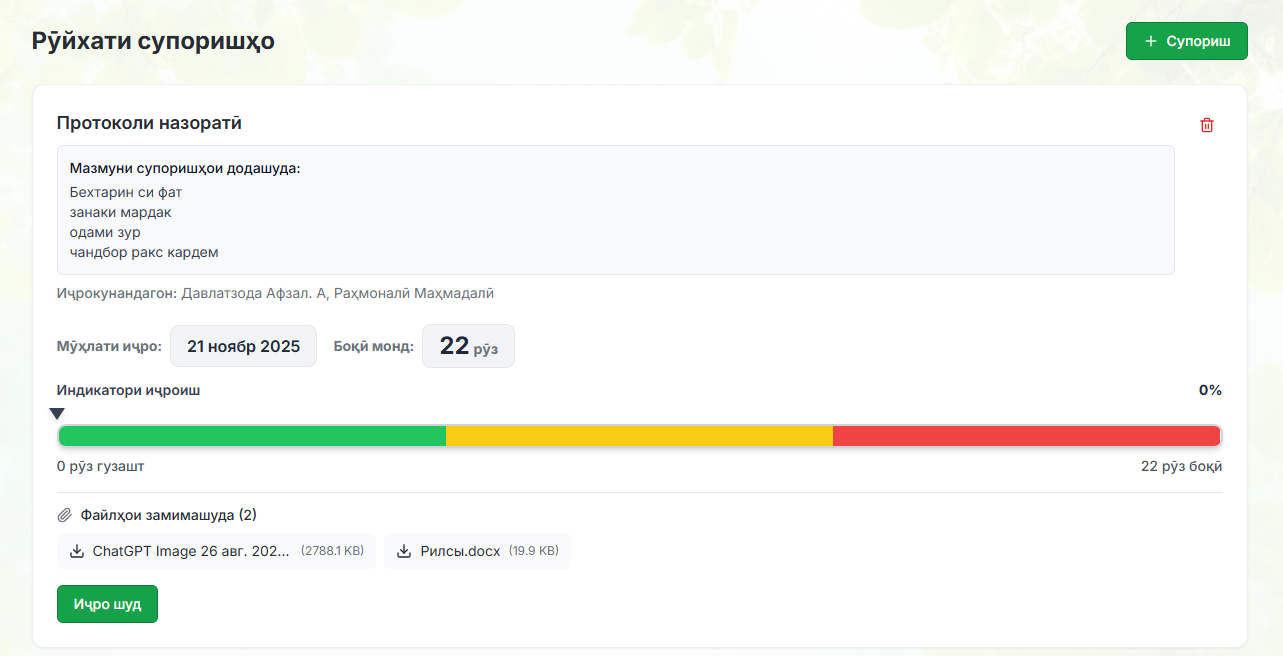 Рӯйхати супоришҳо
+ Супориш
Протоколи назоратӣ
Мазмуни супоришҳои додашуда:
Бехтарин си фат
занаки мардак
одами зур
чандбор ракс кардем
Иҷрокунандагон: Давлатзода Афзал. А, Раҳмоналӣ Маҳмадалӣ
Мӯҳлати иҷро: 21 ноябр 2025 Боқӣ монд: 22 рӯз
Индикатори иҷроиш 0%
0 рӯз гузашт 22 рӯз боқӣ
Файлҳои замимашуда (2)
ChatGPT Image 26 авг. 202... (2788.1 KB) Рилсы.docx (19.9 KB)
Иҷро шуд